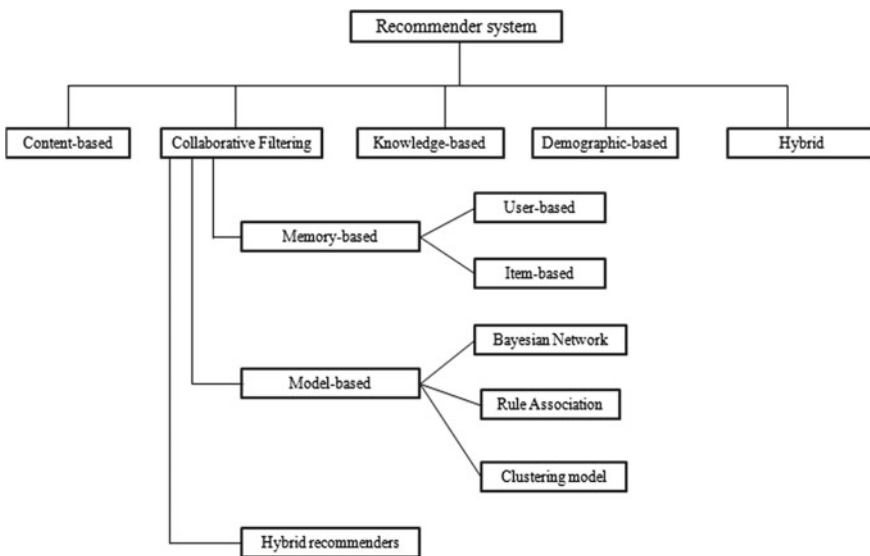 Recommender system
Content-based
Collaborative Filtering
Knowledge-based
Demographic-based
Hybrid
User-based
Memory-based
Item-based
Bayesian Network
Model-based
Rule Association
Clustering model
Hybrid recommenders